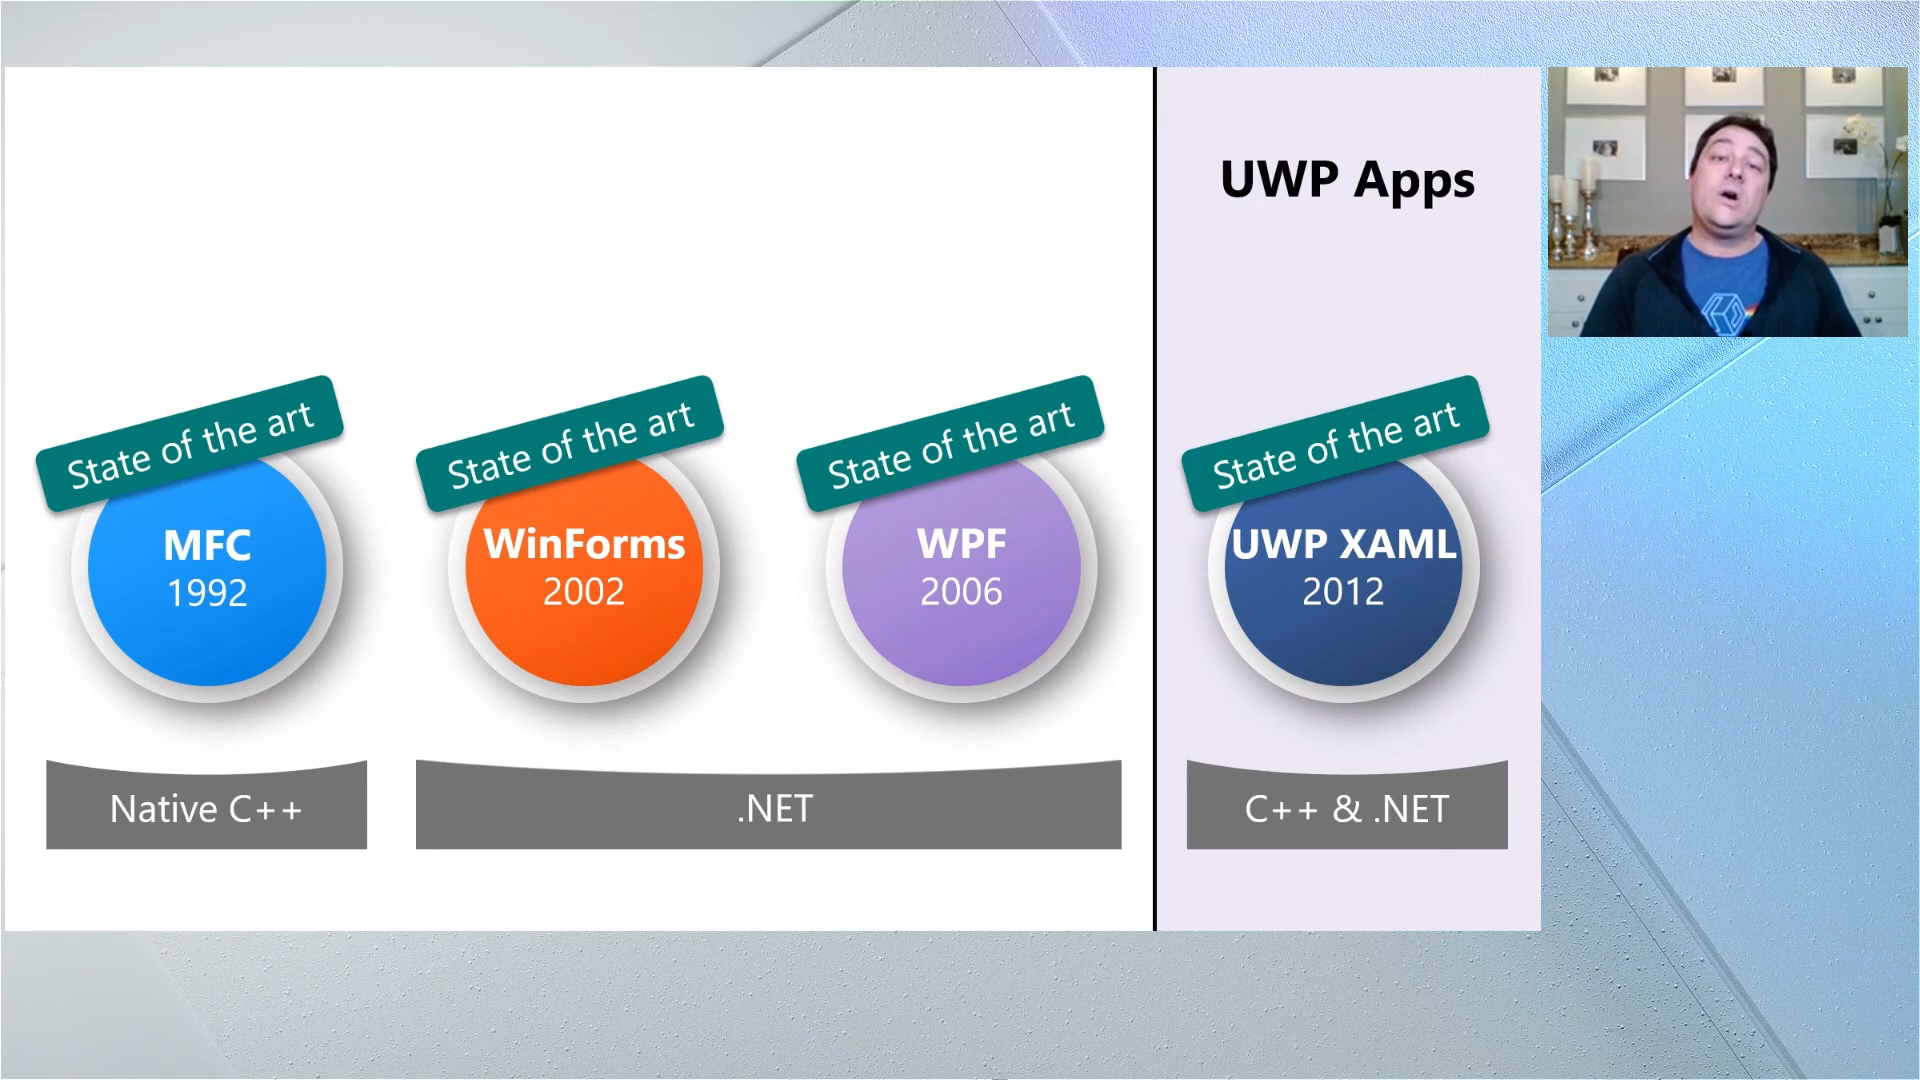 UWP Apps
State of the art
State of the art
State of the art
State of the art
MFC
1992
WinForms
2002
WPF
2006
UWP XAML
2012
Native C++
.NET
C++ & .NET